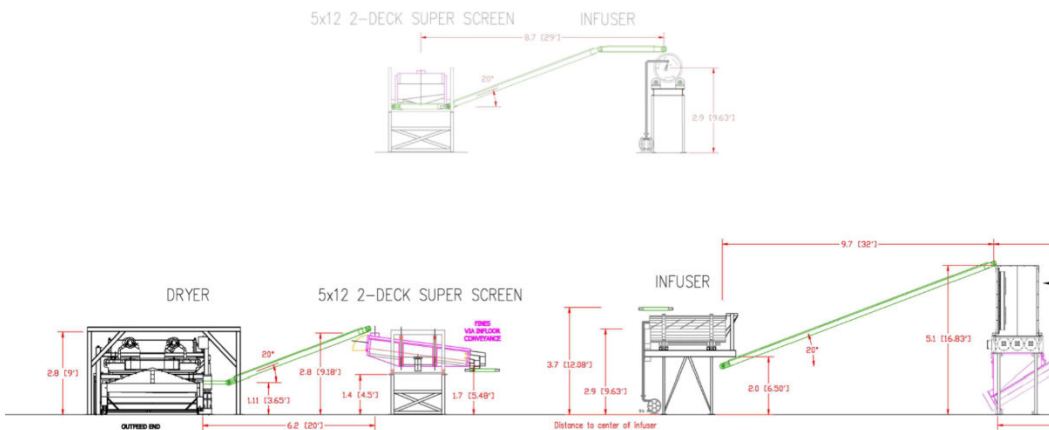 5x12 2-DECK SUPER SCREEN
INFUSER
8.7 [29']
20°
2.9 [9.63']
9.7 [32']
DRYER
5x12 2-DECK SUPER SCREEN
INFUSER
FINES
VIA INFLOOR
CONVEYANCE
20°
2.8 [9']
2.8 [9.18']
1.11 [3.65']
1.4 [4.5']
1.7 [5.48']
3.7 [12.08']
2.9 [9.63']
2.0 [6.50']
20°
5.1 [16.83']
OUTFEED END
6.2 [20']
Distance to center of infuser